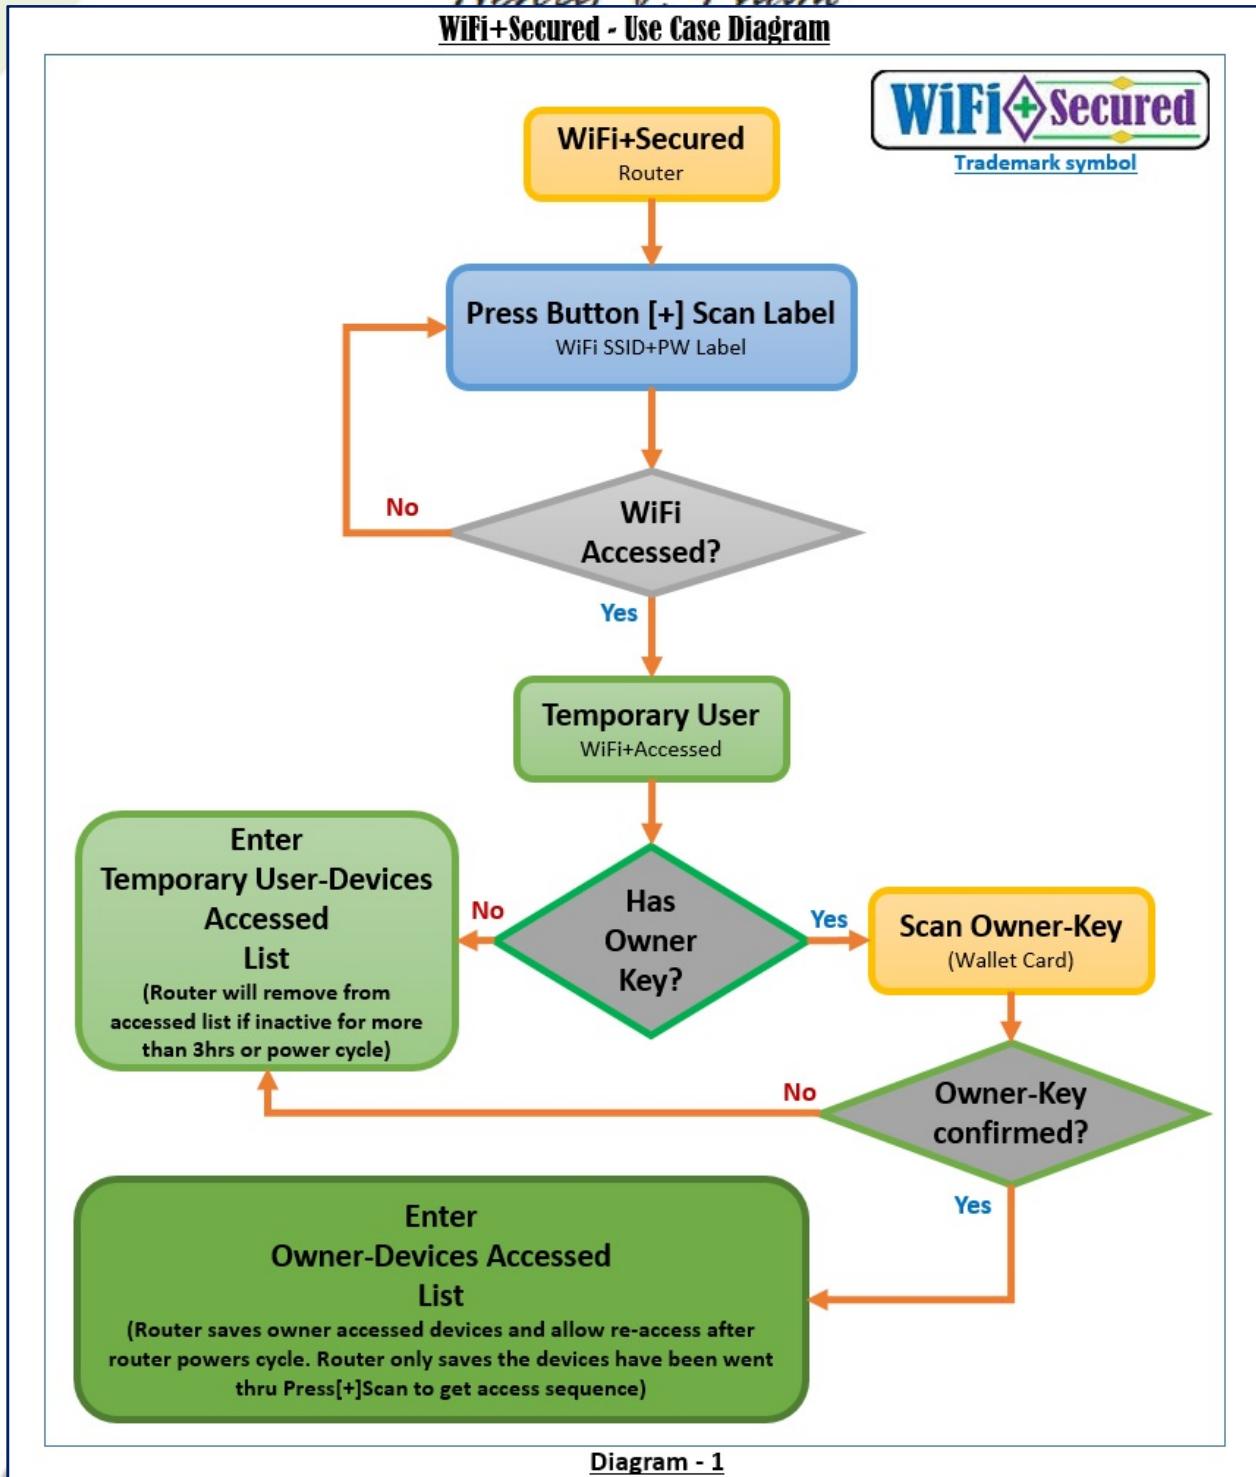 WiFi+Secured - Use Case Diagram
WiFi+Secured
Trademark symbol
WiFi+Secured
Router
Press Button [+] Scan Label
WiFi SSID+PW Label
WiFi
Accessed?
No
Yes
Temporary User
WiFi+Accessed
Has
Owner
Key?
No
Yes
Enter
Temporary User-Devices
Accessed
List
(Router will remove from
accessed list if inactive for more
than 3hrs or power cycle)
Scan Owner-Key
(Wallet Card)
Owner-Key
confirmed?
No
Yes
Enter
Owner-Devices Accessed
List
(Router saves owner accessed devices and allow re-access after
router powers cycle. Router only saves the devices have been went
thru Press[+]Scan to get access sequence)
Diagram - 1